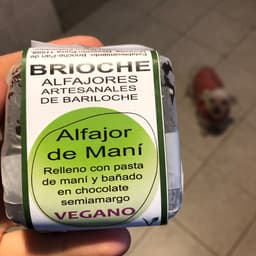 BRIOCHE
ALFAJORES
ARTESANALES
DE BARILOCHE
Alfajor
de Maní
Relleno con pasta
de maní y bañado
en chocolate
semiamargo
VEGANO